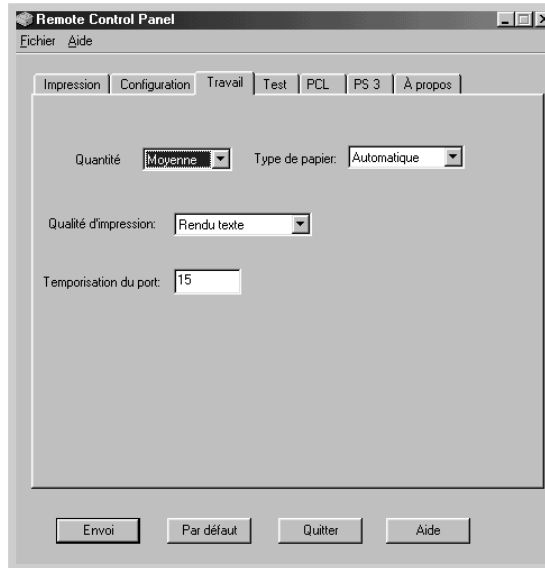 Remote Control Panel
Fichier Aide
Impression Configuration Travail Test PCL PS 3 À propos
Quantité Moyenne Type de papier: Automatique
Qualité d'impression: Rendu texte
Temporisation du port: 15
Envoi Par défaut Quitter Aide